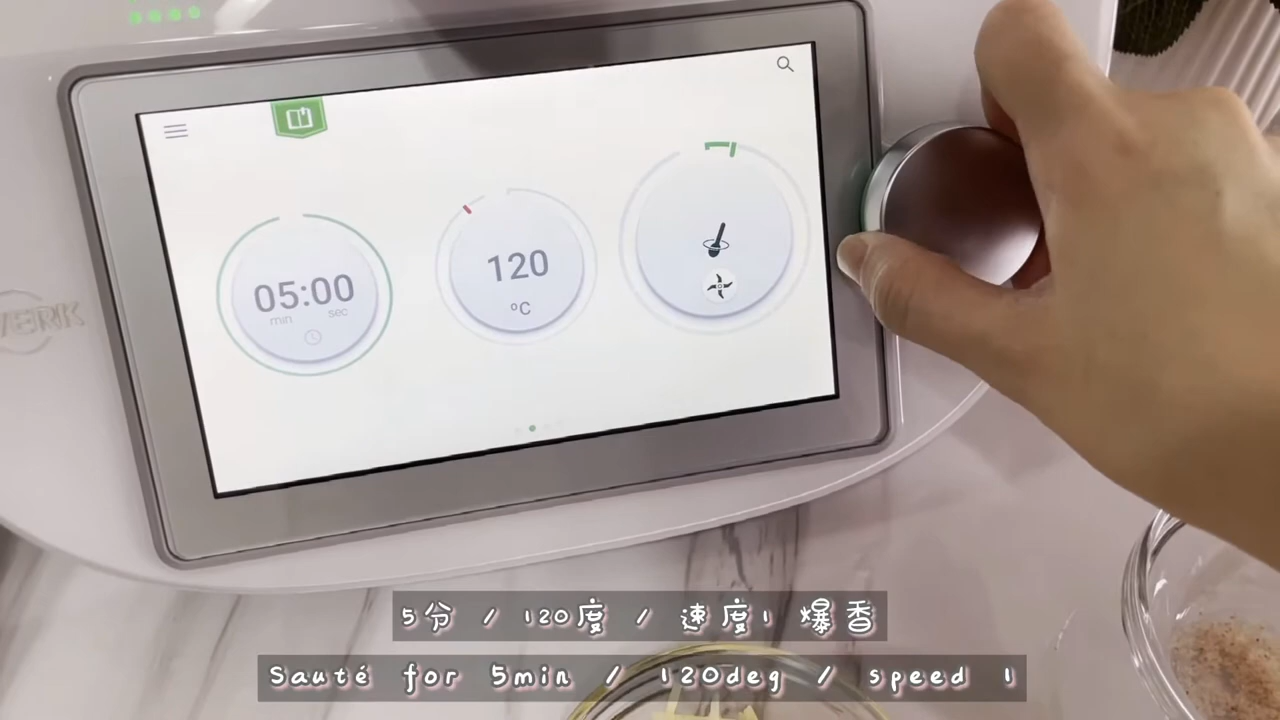 05:00
min sec
120
°C
5分 / 120度 / 速度1 爆香
Sauté for 5min / 120deg / speed 1